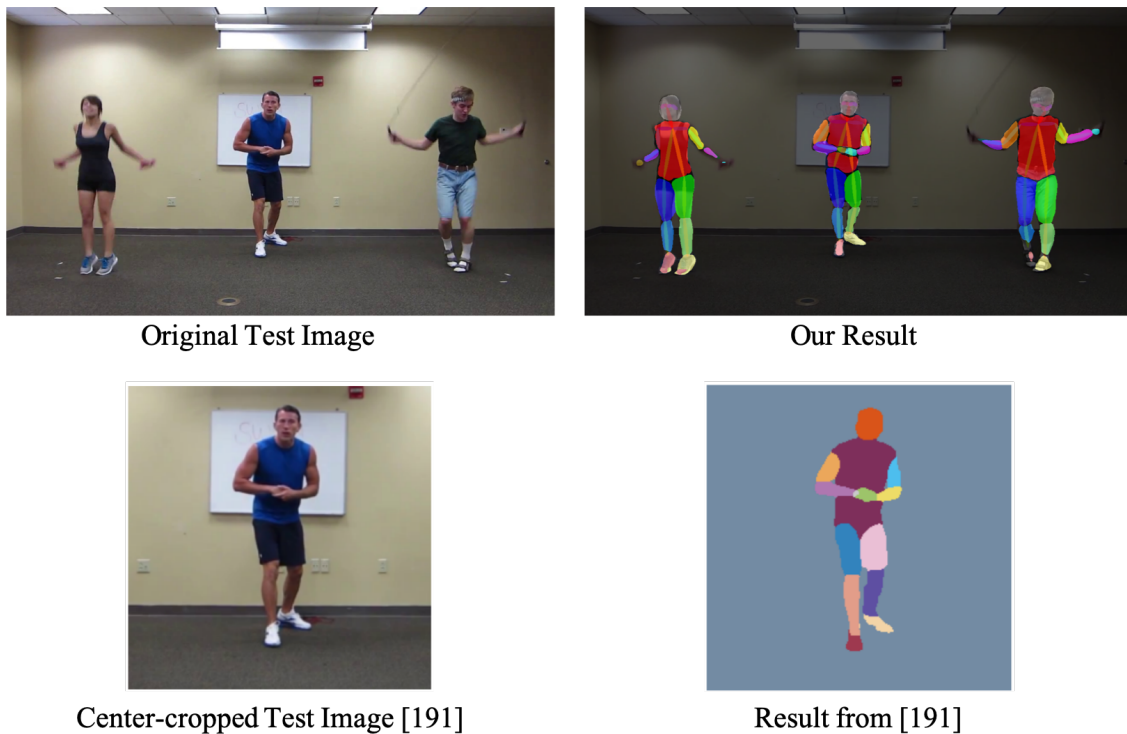 Original Test Image
Our Result
Center-cropped Test Image [191]
Result from [191]